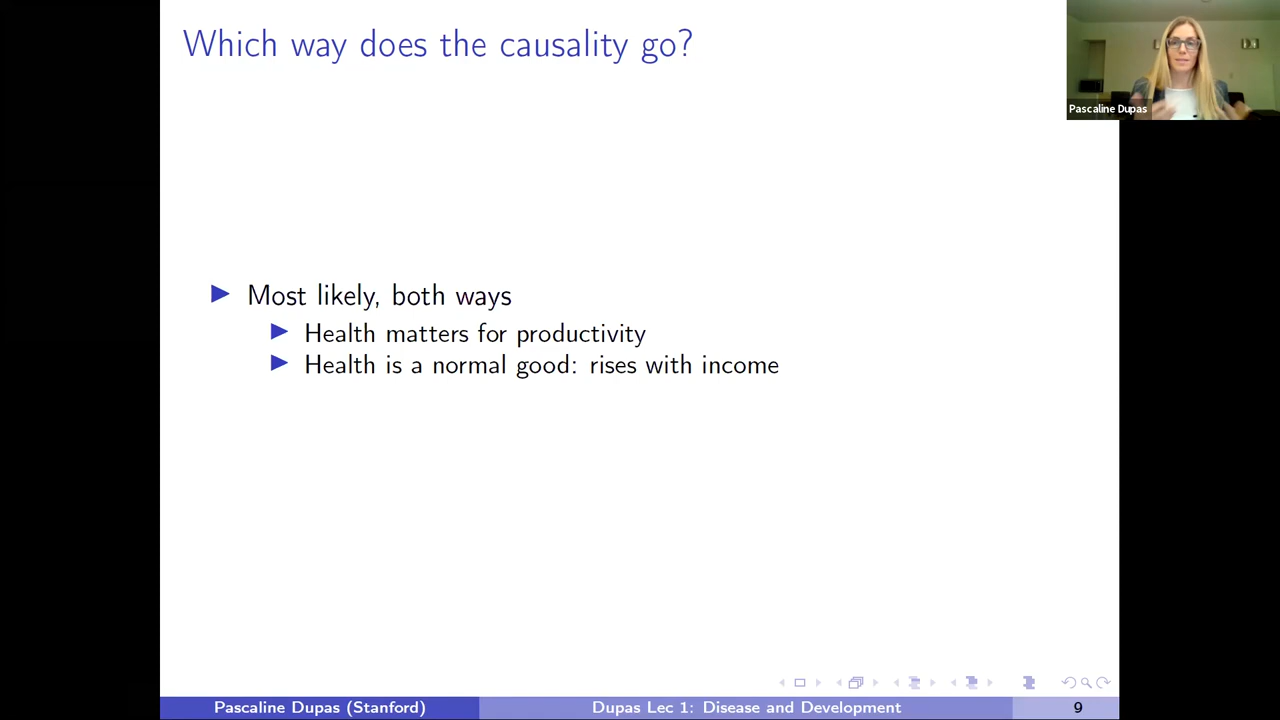 Which way does the causality go?
Pascaline Dupas
Most likely, both ways
Health matters for productivity
Health is a normal good: rises with income
Pascaline Dupas (Stanford)
Dupas Lec 1: Disease and Development
9